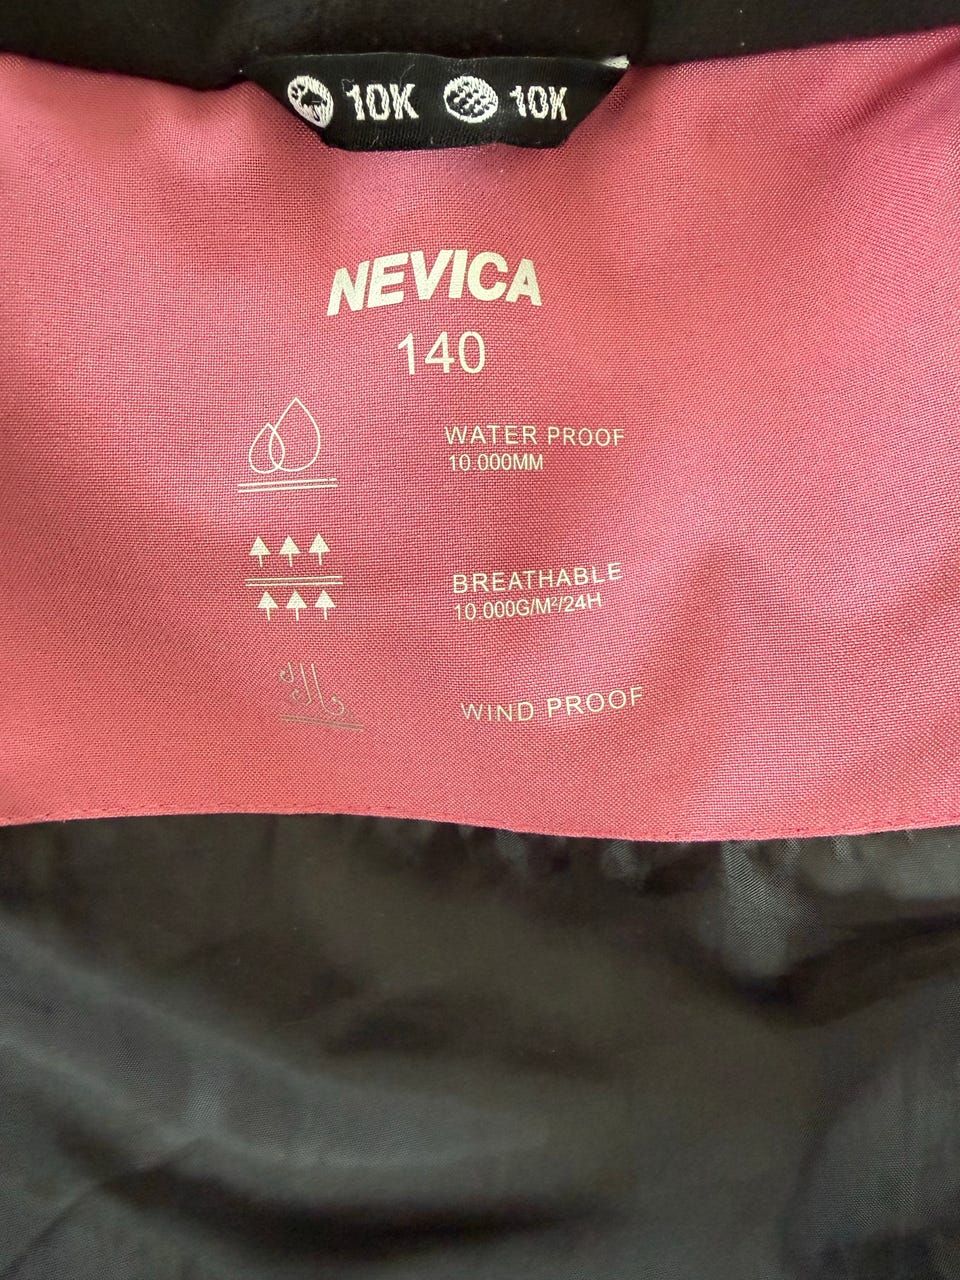 10K 10K
NEVICA
140
WATER PROOF
10.000MM
BREATHABLE
10.000G/M²/24H
WIND PROOF